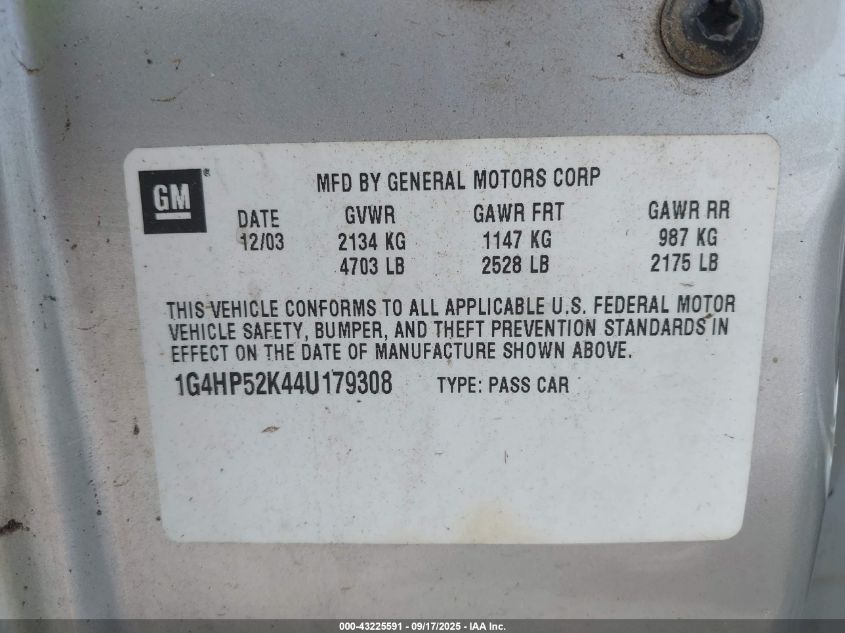 GM®
MFD BY GENERAL MOTORS CORP
DATE GVWR GAWR FRT GAWR RR
12/03 2134 KG 1147 KG 987 KG
4703 LB 2528 LB 2175 LB
THIS VEHICLE CONFORMS TO ALL APPLICABLE U.S. FEDERAL MOTOR
VEHICLE SAFETY, BUMPER, AND THEFT PREVENTION STANDARDS IN
EFFECT ON THE DATE OF MANUFACTURE SHOWN ABOVE.
1G4HP52K44U179308 TYPE: PASS CAR
000-43225591 - 09/17/2025 - IAA Inc.